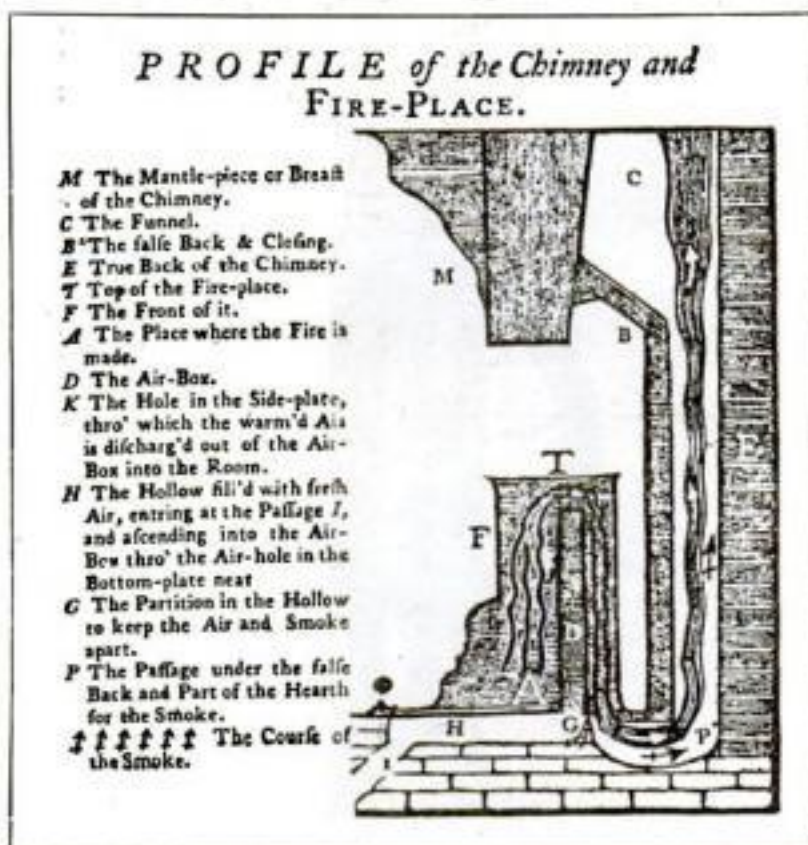 PROFILE of the Chimney and
FIRE-PLACE.
M The Mantle-piece or Breaſt
of the Chimney.
C The Funnel.
B The falſe Back & Cloſing.
E True Back of the Chimney.
T Top of the Fire-place.
F The Front of it.
A The Place where the Fire is
made.
D The Air-Box.
K The Hole in the Side-plate,
thro' which the warm'd Air
is diſcharg'd out of the Air-
Box into the Room.
H The Hollow fill'd with freſh
Air, entring at the Paſſage I,
and aſcending into the Air-
Box thro' the Air-hole in the
Bottom-plate near
G The Partition in the Hollow
to keep the Air and Smoke
apart.
P The Paſſage under the falſe
Back and Part of the Hearth
for the Smoke.
The Courſe of
the Smoke.
C
M
B
E
T
F
D
A
H
G
P
I